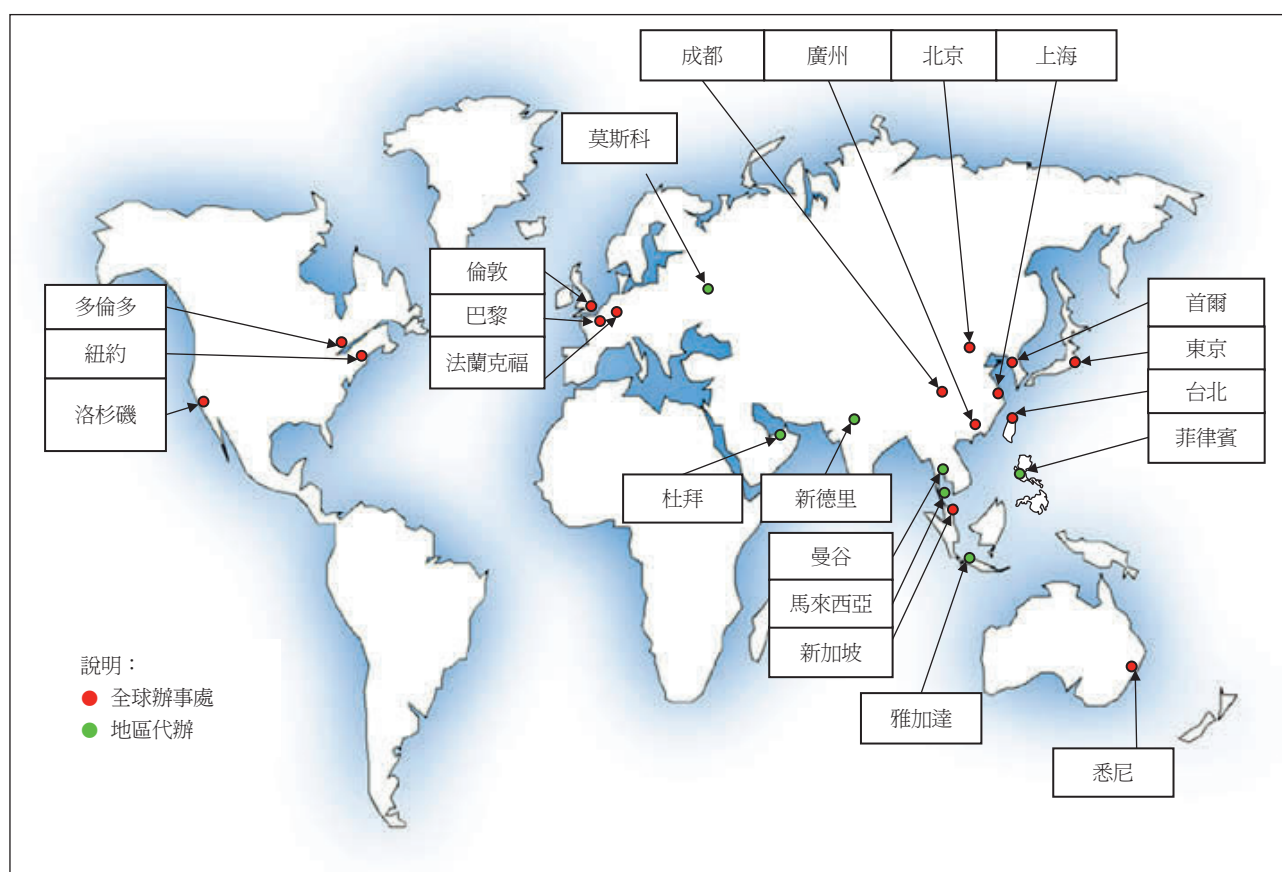 成都
廣州
北京
上海
莫斯科
倫敦
巴黎
法蘭克福
多倫多
紐約
洛杉磯
首爾
東京
台北
菲律賓
杜拜
新德里
曼谷
馬來西亞
新加坡
雅加達
悉尼
說明：
全球辦事處
地區代辦